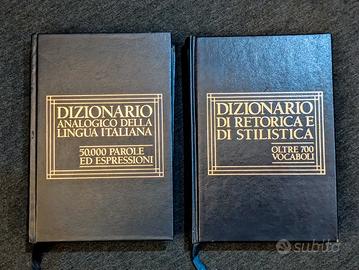 DIZIONARIO
ANALOGICO DELLA
LINGUA ITALIANA
50.000 PAROLE
ED ESPRESSIONI
DIZIONARIO
DI RETORICA E
DI STILISTICA
OLTRE 700
VOCABOLI
subito